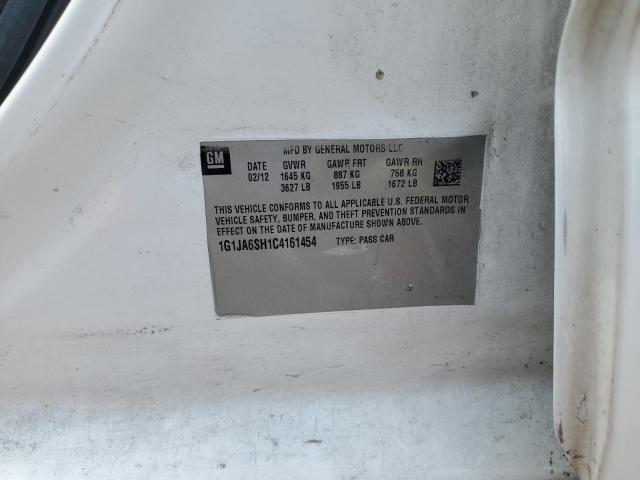 MFD BY GENERAL MOTORS LLC
GM
DATE GVWR GAWR FRT GAWR RR
02/12 1645 KG 887 KG 758 KG
3627 LB 1955 LB 1672 LB
THIS VEHICLE CONFORMS TO ALL APPLICABLE U.S. FEDERAL MOTOR
VEHICLE SAFETY, BUMPER, AND THEFT PREVENTION STANDARDS IN
EFFECT ON THE DATE OF MANUFACTURE SHOWN ABOVE.
1G1JA6SH1C4161454 TYPE: PASS CAR